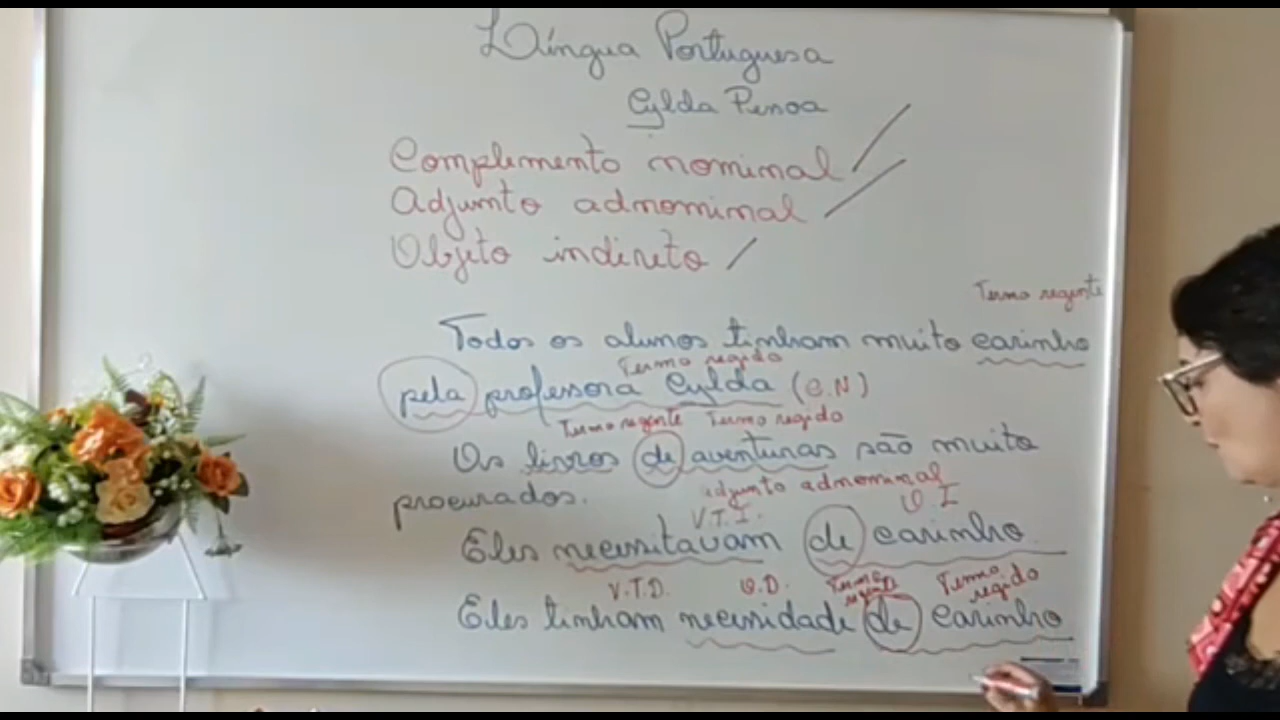 Língua Portuguesa
Cylda Pessoa
Complemento nominal
Adjunto adnominal
Objeto indireto
Termo regente
Todos os alunos tinham muito carinho
Termo regido
pela professora Cylda (C.N)
Termo regente Termo regido
Os livros de aventuras são muito
procurados.
adjunto adnominal
V.T.I. O I
Eles necessitavam de carinho
V.T.D. O.D. Termo regente Termo regido
Eles tinham necessidade de carinho